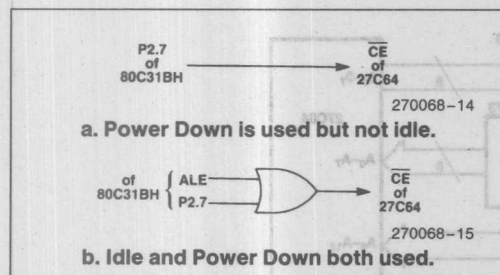 P2.7
of
80C31BH
CE
of
27C64
270068-14
a. Power Down is used but not idle.
of
80C31BH
ALE
P2.7
CE
of
27C64
270068-15
b. Idle and Power Down both used.